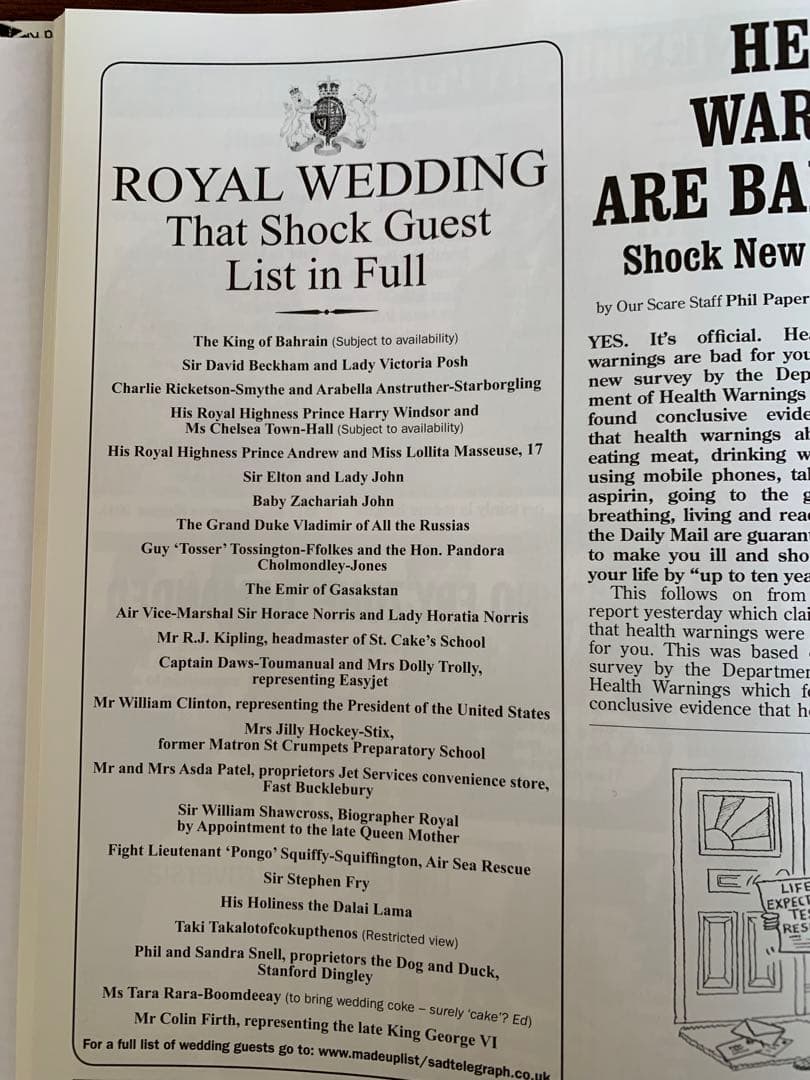 ROYAL WEDDING
That Shock Guest
List in Full
The King of Bahrain (Subject to availability)
Sir David Beckham and Lady Victoria Posh
Charlie Ricketson-Smythe and Arabella Anstruther-Starborgling
His Royal Highness Prince Harry Windsor and
Ms Chelsea Town-Hall (Subject to availability)
His Royal Highness Prince Andrew and Miss Lollita Masseuse, 17
Sir Elton and Lady John
Baby Zachariah John
The Grand Duke Vladimir of All the Russias
Guy ‘Tosser’ Tossington-Ffolkes and the Hon. Pandora
Cholmondley-Jones
The Emir of Gasakstan
Air Vice-Marshal Sir Horace Norris and Lady Horatia Norris
Mr R.J. Kipling, headmaster of St. Cake’s School
Captain Daws-Toumanual and Mrs Dolly Trolly,
representing Easyjet
Mr William Clinton, representing the President of the United States
Mrs Jilly Hockey-Stix,
former Matron St Crumpets Preparatory School
Mr and Mrs Asda Patel, proprietors Jet Services convenience store,
Fast Bucklebury
Sir William Shawcross, Biographer Royal
by Appointment to the late Queen Mother
Fight Lieutenant ‘Pongo’ Squiffy-Squiffington, Air Sea Rescue
Sir Stephen Fry
His Holiness the Dalai Lama
Taki Takalotofcokupthenos (Restricted view)
Phil and Sandra Snell, proprietors the Dog and Duck,
Stanford Dingley
Ms Tara Rara-Boomdeeay (to bring wedding coke – surely ‘cake’? Ed)
Mr Colin Firth, representing the late King George VI
For a full list of wedding guests go to: www.madeuplist/sadtelegraph.co.uk
HE
WAR
ARE BA
Shock New
by Our Scare Staff Phil Paper
YES. It’s official. Hea
warnings are bad for you
new survey by the Dep
ment of Health Warnings
found conclusive evide
that health warnings ab
eating meat, drinking w
using mobile phones, tal
aspirin, going to the g
breathing, living and read
the Daily Mail are guaran
to make you ill and sho
your life by “up to ten yea
This follows on from
report yesterday which clai
that health warnings were
for you. This was based
survey by the Departmen
Health Warnings which fo
conclusive evidence that he
LIFE
EXPECT
TES
RES